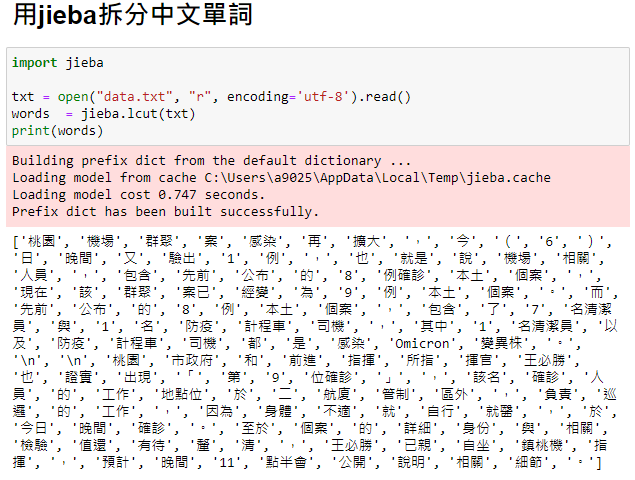 用jieba拆分中文單詞
import jieba
txt = open("data.txt", "r", encoding='utf-8').read()
words  = jieba.lcut(txt)
print(words)
Building prefix dict from the default dictionary ...
Loading model from cache C:\Users\a9025\AppData\Local\Temp\jieba.cache
Loading model cost 0.747 seconds.
Prefix dict has been built successfully.
['桃園', '機場', '群聚', '案', '感染', '再', '擴大', '，', '今', '（', '6', '）',
'日', '晚間', '又', '驗出', '1', '例', '，', '也', '就是', '說', '機場', '相關',
'人員', '，', '包含', '先前', '公布', '的', '8', '例確診', '本土', '個案', '，',
'現在', '該', '群聚', '案已', '經變', '為', '9', '例', '本土', '個案', '。', '而',
'先前', '公布', '的', '8', '例', '本土', '個案', '，', '包含', '了', '7', '名清潔
員', '與', '1', '名', '防疫', '計程車', '司機', '，', '其中', '1', '名清潔員', '以
及', '防疫', '計程車', '司機', '都', '是', '感染', 'Omicron', '變異株', '。',
'\n', '\n', '桃園', '市政府', '和', '前進', '指揮', '所指', '揮官', '王必勝',
'也', '證實', '出現', '「', '第', '9', '位確診', '」', '，', '該名', '確診', '人
員', '的', '工作', '地點位', '於', '二', '航廈', '管制', '區外', '，', '負責', '巡
邏', '的', '工作', '，', '因為', '身體', '不適', '就', '自行', '就醫', '，', '於',
'今日', '晚間', '確診', '。', '至於', '個案', '的', '詳細', '身份', '與', '相關',
'檢驗', '值還', '有待', '釐', '清', '，', '王必勝', '已親', '自坐', '鎮桃機', '指
揮', '，', '預計', '晚間', '11', '點半會', '公開', '說明', '相關', '細節', '。']